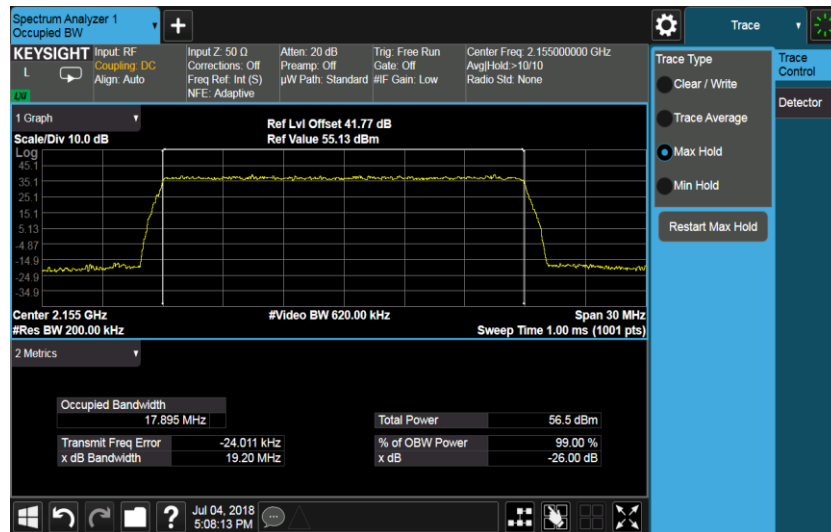 Spectrum Analyzer 1
Occupied BW
+
Trace
KEYSIGHT
L
LXI
Input: RF
Coupling: DC
Align: Auto
Input Z: 50 Ω
Corrections: Off
Freq Ref: Int (S)
NFE: Adaptive
Atten: 20 dB
Preamp: Off
µW Path: Standard
Trig: Free Run
Gate: Off
#IF Gain: Low
Center Freq: 2.155000000 GHz
Avg|Hold:>10/10
Radio Std: None
Trace Type
Clear / Write
Trace Average
Max Hold
Min Hold
Restart Max Hold
Trace
Control
Detector
1 Graph
Scale/Div 10.0 dB
Ref Lvl Offset 41.77 dB
Ref Value 55.13 dBm
Log
45.1
35.1
25.1
15.1
5.13
-4.87
-14.9
-24.9
-34.9
Center 2.155 GHz
#Video BW 620.00 kHz
Span 30 MHz
#Res BW 200.00 kHz
Sweep Time 1.00 ms (1001 pts)
2 Metrics
Occupied Bandwidth
17.895 MHz
Total Power 56.5 dBm
Transmit Freq Error -24.011 kHz
% of OBW Power 99.00 %
x dB Bandwidth 19.20 MHz
x dB -26.00 dB
?
Jul 04, 2018
5:08:13 PM